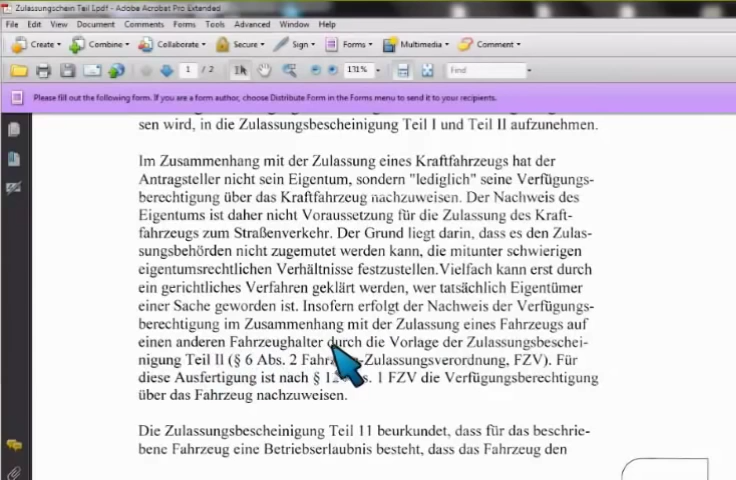 Zulassungschein Teil I.pdf - Adobe Acrobat Pro Extended
File Edit View Document Comments Forms Tools Advanced Window Help
Create Combine Collaborate Secure Sign Forms Multimedia Comment
1 / 2 131% Find
Please fill out the following form. If you are a form author, choose Distribute Form in the Forms menu to send it to your recipients.
sen wird, in die Zulassungsbescheinigung Teil I und Teil II aufzunehmen.
Im Zusammenhang mit der Zulassung eines Kraftfahrzeugs hat der
Antragsteller nicht sein Eigentum, sondern "lediglich" seine Verfügungs-
berechtigung über das Kraftfahrzeug nachzuweisen. Der Nachweis des
Eigentums ist daher nicht Voraussetzung für die Zulassung des Kraft-
fahrzeugs zum Straßenverkehr. Der Grund liegt darin, dass es den Zulas-
sungsbehörden nicht zugemutet werden kann, die mitunter schwierigen
eigentumsrechtlichen Verhältnisse festzustellen.Vielfach kann erst durch
ein gerichtliches Verfahren geklärt werden, wer tatsächlich Eigentümer
einer Sache geworden ist. Insofern erfolgt der Nachweis der Verfügungs-
berechtigung im Zusammenhang mit der Zulassung eines Fahrzeugs auf
einen anderen Fahrzeughalter durch die Vorlage der Zulassungsbeschei-
nigung Teil II (§ 6 Abs. 2 -Zulassungsverordnung, FZV). Für
diese Ausfertigung ist nach § 1 FZV die Verfügungsberechtigung
über das Fahrzeug nachzuweisen.
Die Zulassungsbescheinigung Teil 11 beurkundet, dass für das beschrie-
bene Fahrzeug eine Betriebserlaubnis besteht, dass das Fahrzeug den